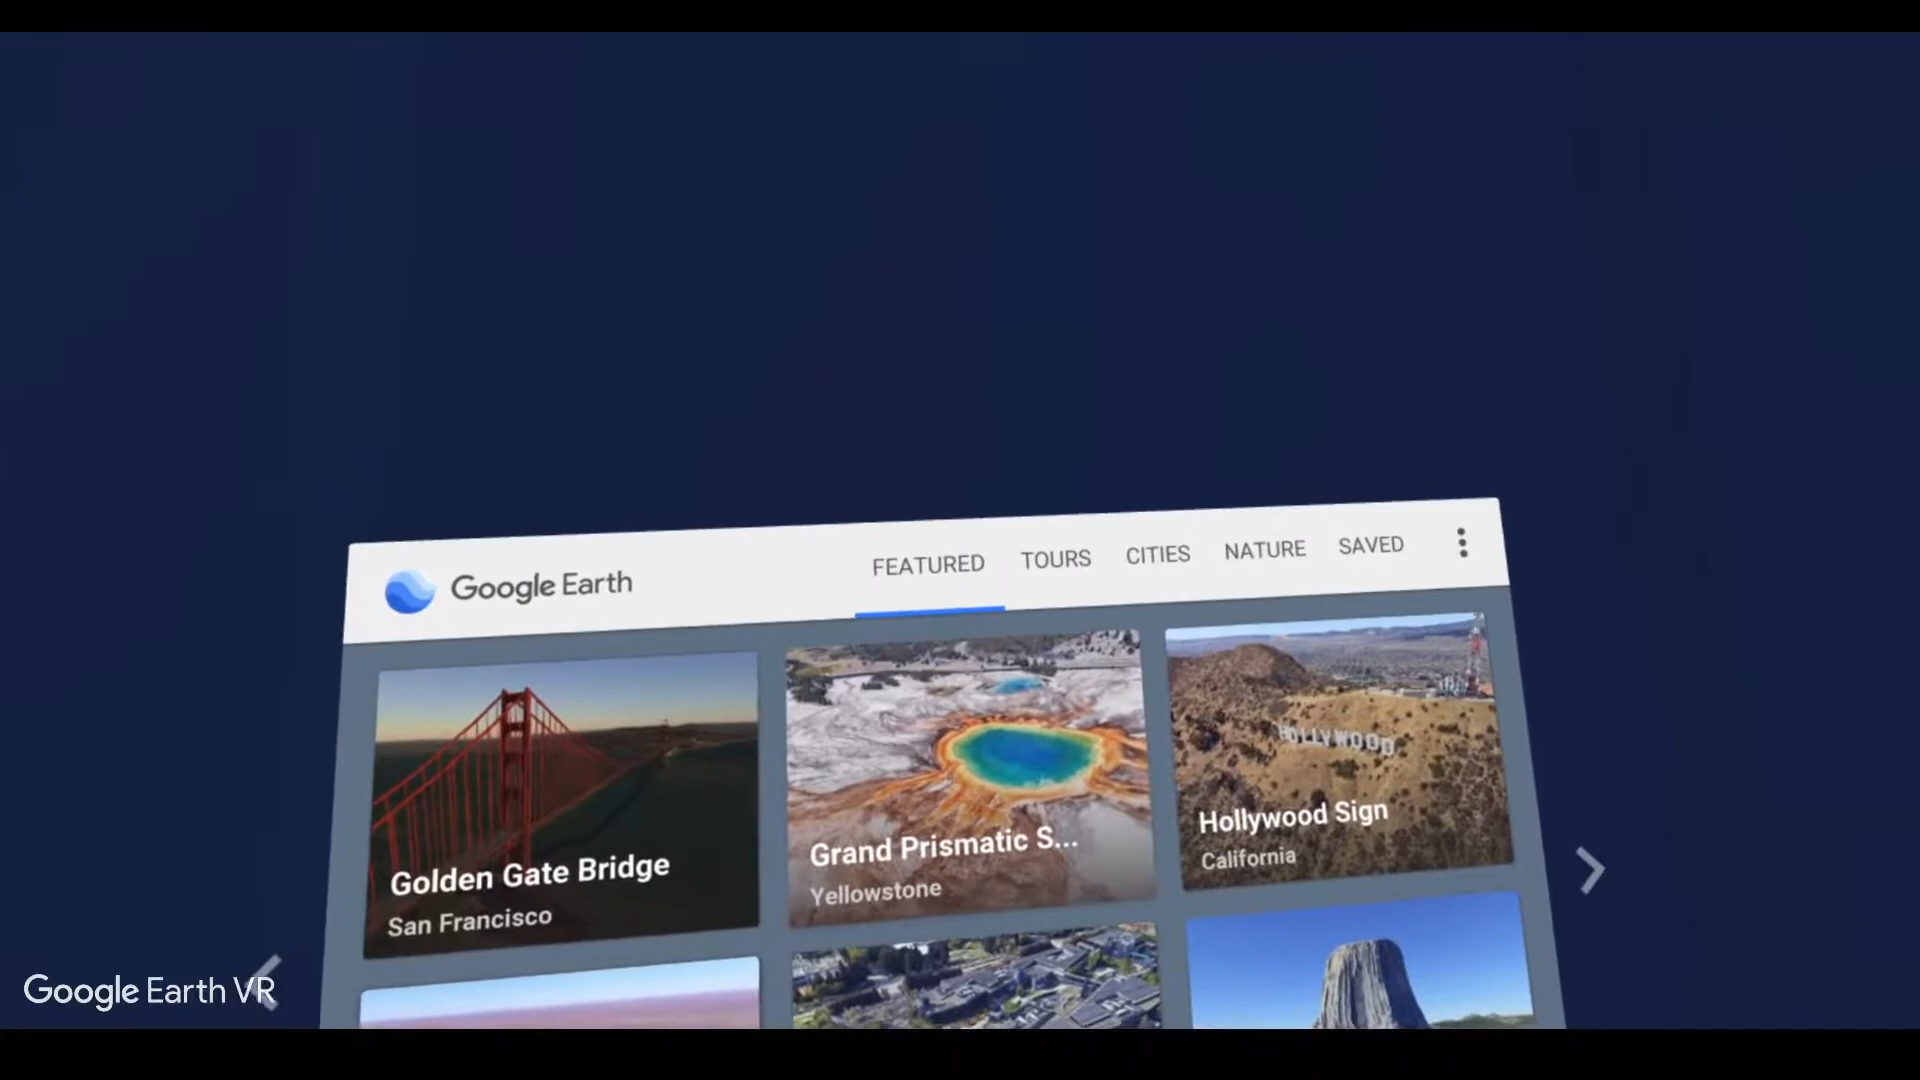 Google Earth
FEATURED
TOURS
CITIES
NATURE
SAVED
HOLLYWOOD
Golden Gate Bridge
San Francisco
Grand Prismatic S...
Yellowstone
Hollywood Sign
California
Google Earth VR